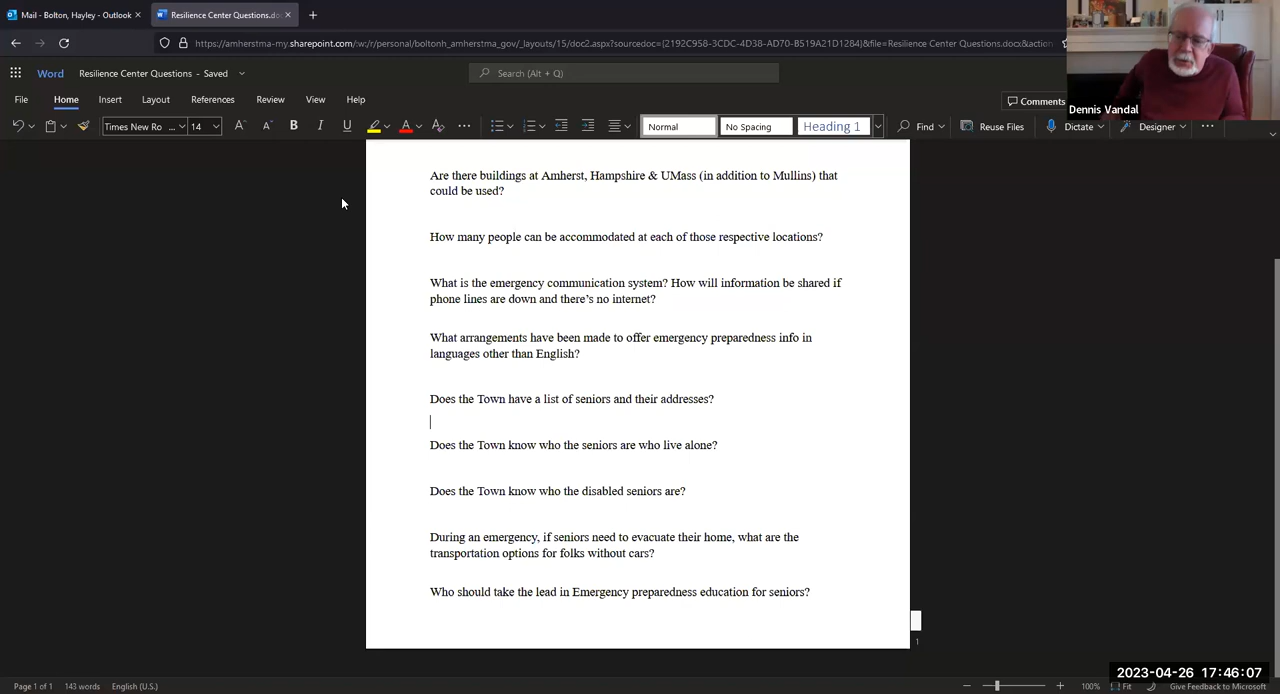 Mail - Bolton, Hayley - Outlook
Resilience Center Questions.do
https://amherstma-my.sharepoint.com/:w:/r/personal/boltonh_amherstma_gov/_layouts/15/doc2.aspx?sourcedoc={2192C958-3CDC-4D38-AD70-B519A21D1284}&file=Resilience Center Questions.docx&action
Word
Resilience Center Questions - Saved
Search (Alt + Q)
File
Home
Insert
Layout
References
Review
View
Help
Comments
Dennis Vandal
Times New Ro ...
14
A
A
B
I
U
A
A
Normal
No Spacing
Heading 1
Find
Reuse Files
Dictate
Designer
Are there buildings at Amherst, Hampshire & UMass (in addition to Mullins) that
could be used?
How many people can be accommodated at each of those respective locations?
What is the emergency communication system? How will information be shared if
phone lines are down and there's no internet?
What arrangements have been made to offer emergency preparedness info in
languages other than English?
Does the Town have a list of seniors and their addresses?
Does the Town know who the seniors are who live alone?
Does the Town know who the disabled seniors are?
During an emergency, if seniors need to evacuate their home, what are the
transportation options for folks without cars?
Who should take the lead in Emergency preparedness education for seniors?
1
2023-04-26 17:46:07
Page 1 of 1
143 words
English (U.S.)
100%
Fit
Give Feedback to Microsoft